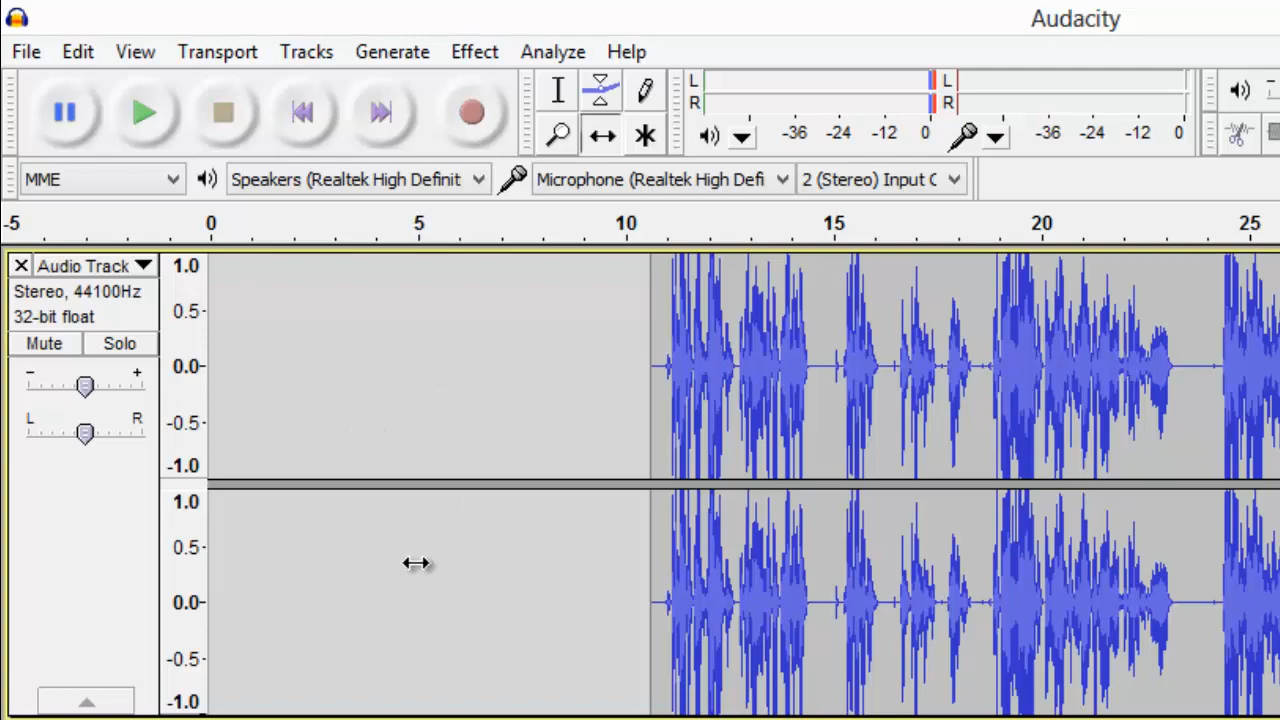 Audacity
File Edit View Transport Tracks Generate Effect Analyze Help
L L
R R
-36 -24 -12 0 -36 -24 -12 0
MME Speakers (Realtek High Definit Microphone (Realtek High Defi 2 (Stereo) Input C
-5 0 5 10 15 20 25
Audio Track 1.0
Stereo, 44100Hz
32-bit float 0.5
Mute Solo
- + 0.0
L R -0.5
-1.0
1.0
0.5
0.0
-0.5
-1.0